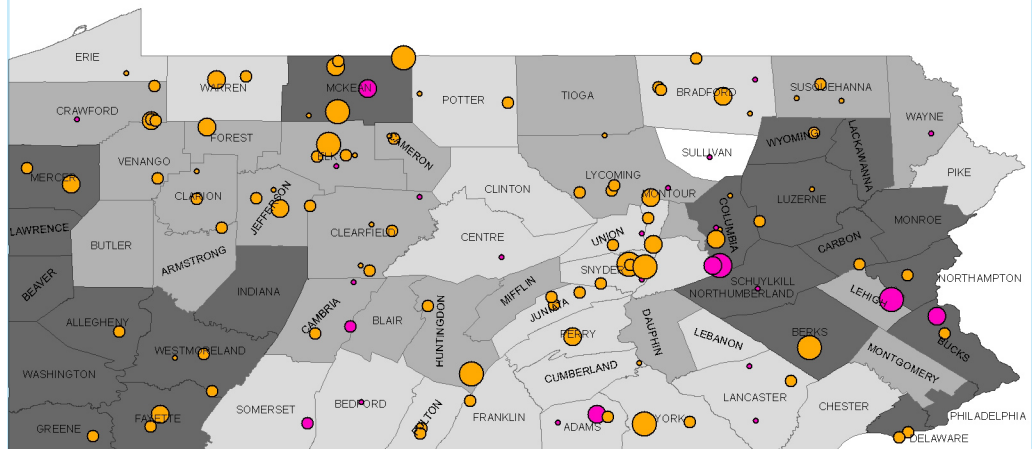 ERIE
WARREN
MCKEAN
POTTER
TIOGA
BRADFORD
SUSQUEHANNA
CRAWFORD
WAYNE
FOREST
WYOMING
LACKAWANNA
ELK
CAMERON
SULLIVAN
VENANGO
PIKE
MERCER
LYCOMING
CLINTON
MONTOUR
LUZERNE
CLARION
JEFFERSON
COLUMBIA
MONROE
LAWRENCE
CLEARFIELD
CENTRE
UNION
CARBON
BUTLER
ARMSTRONG
SNYDER
BEAVER
INDIANA
MIFFLIN
SCHUYLKILL
NORTHAMPTON
NORTHUMBERLAND
LEHIGH
JUNIATA
CAMBRIA
BLAIR
HUNTINGDON
ALLEGHENY
PERRY
DAUPHIN
LEBANON
BERKS
BUCKS
WESTMORELAND
MONTGOMERY
WASHINGTON
CUMBERLAND
LANCASTER
CHESTER
SOMERSET
BEDFORD
FULTON
FRANKLIN
ADAMS
YORK
PHILADELPHIA
FAYETTE
GREENE
DELAWARE